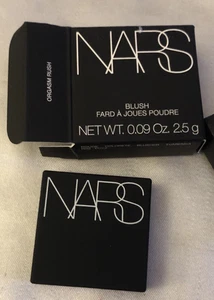 ORGASM RUSH
NARS
BLUSH
FARD À JOUES POUDRE
NET WT. 0.09 Oz. 2.5 g
NARS